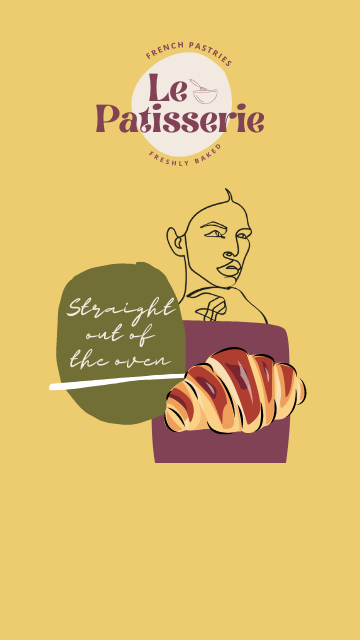 FRENCH PASTRIES
Le
Patisserie
FRESHLY BAKED
Straight
out of
the oven